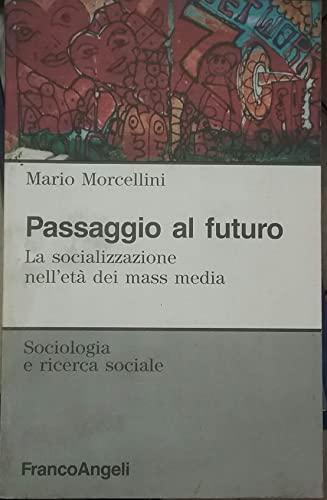 Mario Morcellini
Passaggio al futuro
La socializzazione
nell'età dei mass media
Sociologia
e ricerca sociale
FrancoAngeli